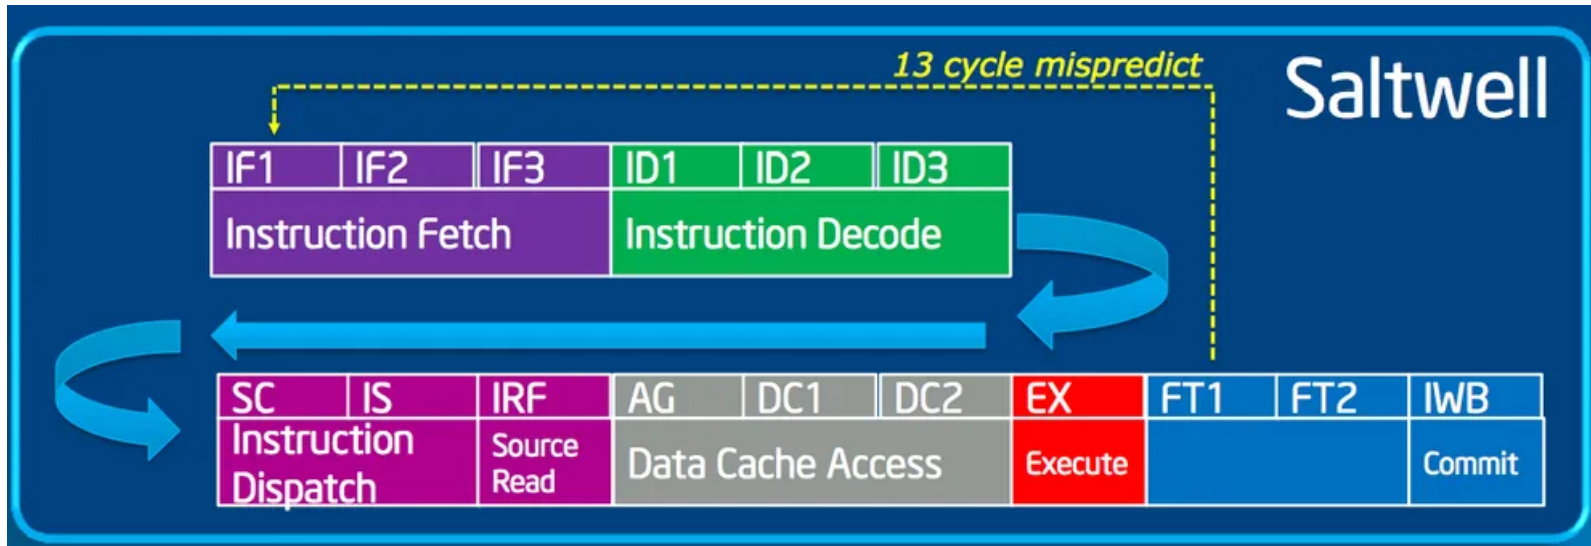 13 cycle mispredict
Saltwell
IF1 IF2 IF3 ID1 ID2 ID3
Instruction Fetch Instruction Decode
SC IS IRF AG DC1 DC2 EX FT1 FT2 IWB
Instruction
Dispatch
Source
Read
Data Cache Access
Execute
Commit